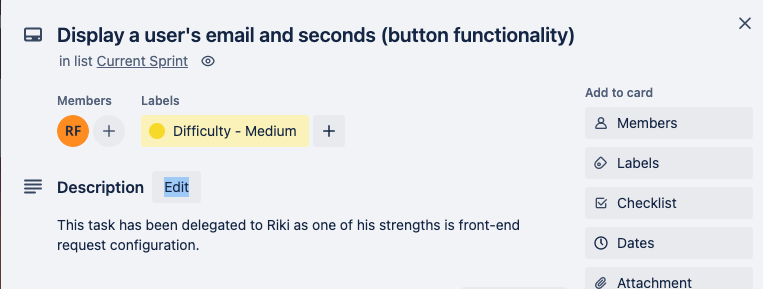 Display a user's email and seconds (button functionality)
in list Current Sprint
Members
Labels
RF
+
Difficulty - Medium
+
Description
Edit
This task has been delegated to Riki as one of his strengths is front-end
request configuration.
Add to card
Members
Labels
Checklist
Dates
Attachment